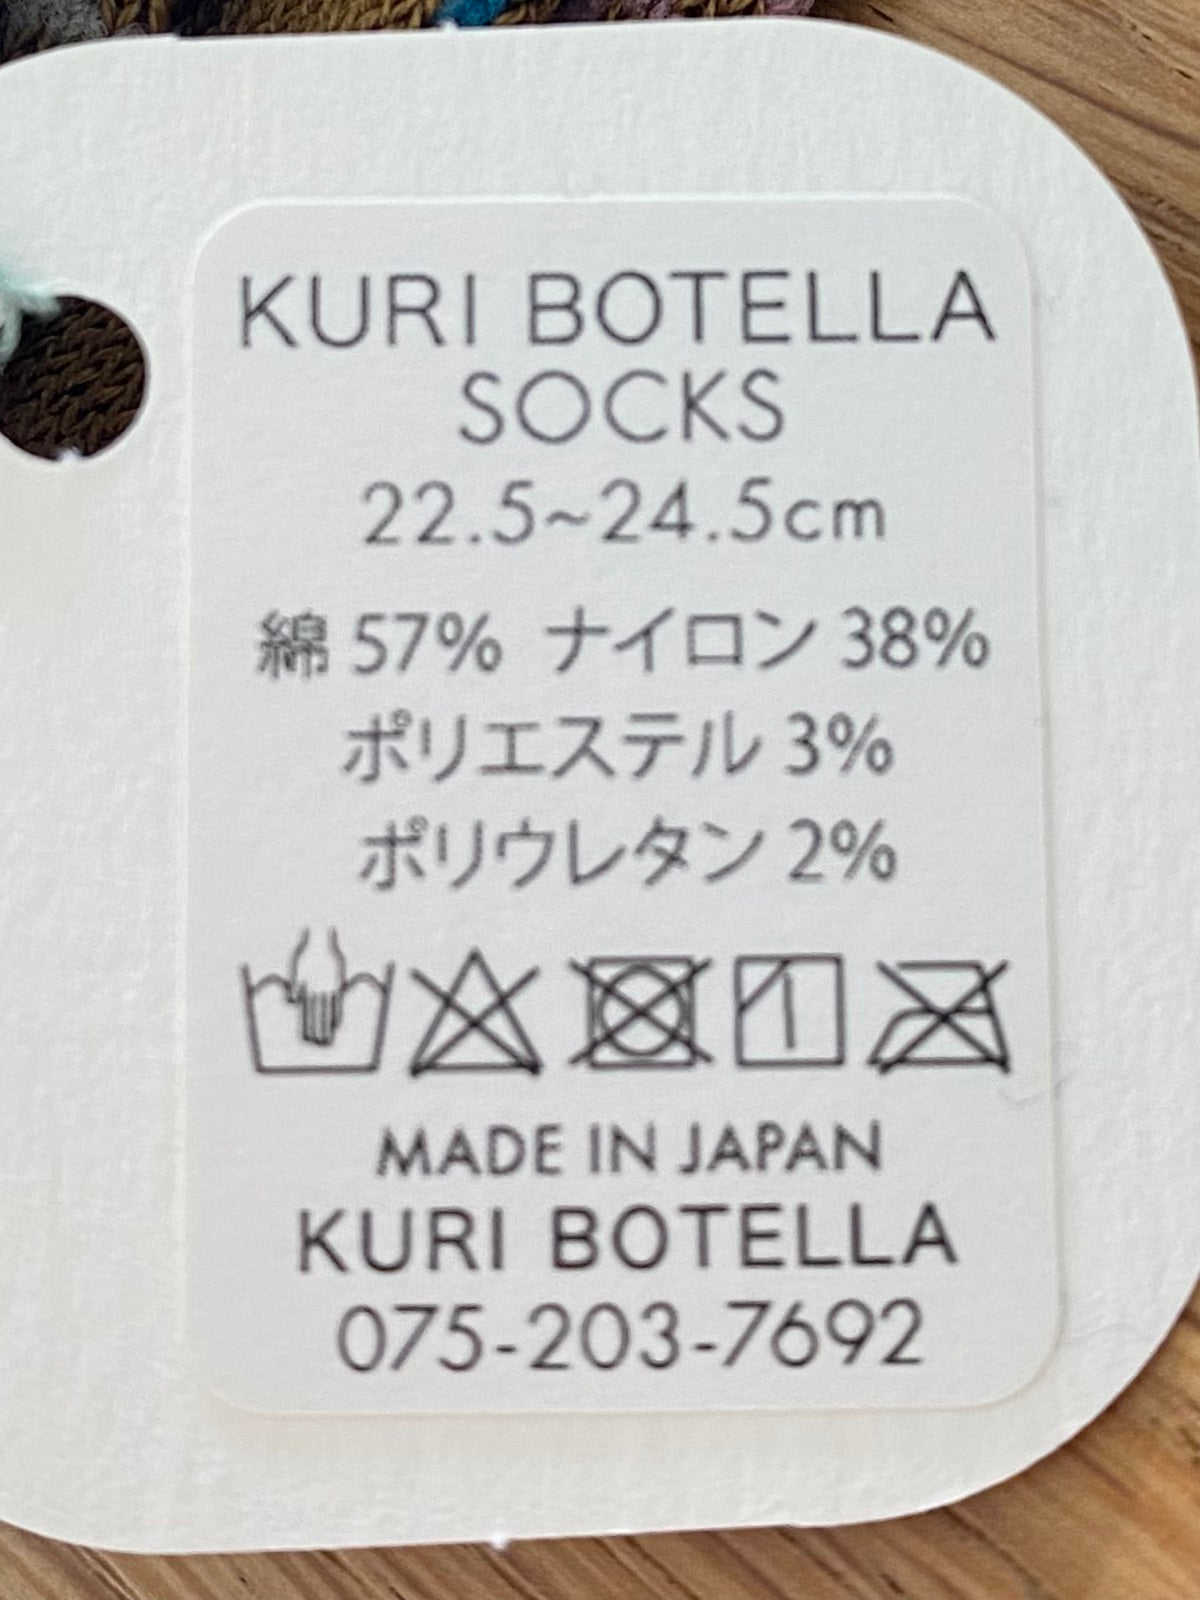 KURI BOTELLA
SOCKS
22.5~24.5cm
綿 57% ナイロン 38%
ポリエステル 3%
ポリウレタン 2%
MADE IN JAPAN
KURI BOTELLA
075-203-7692